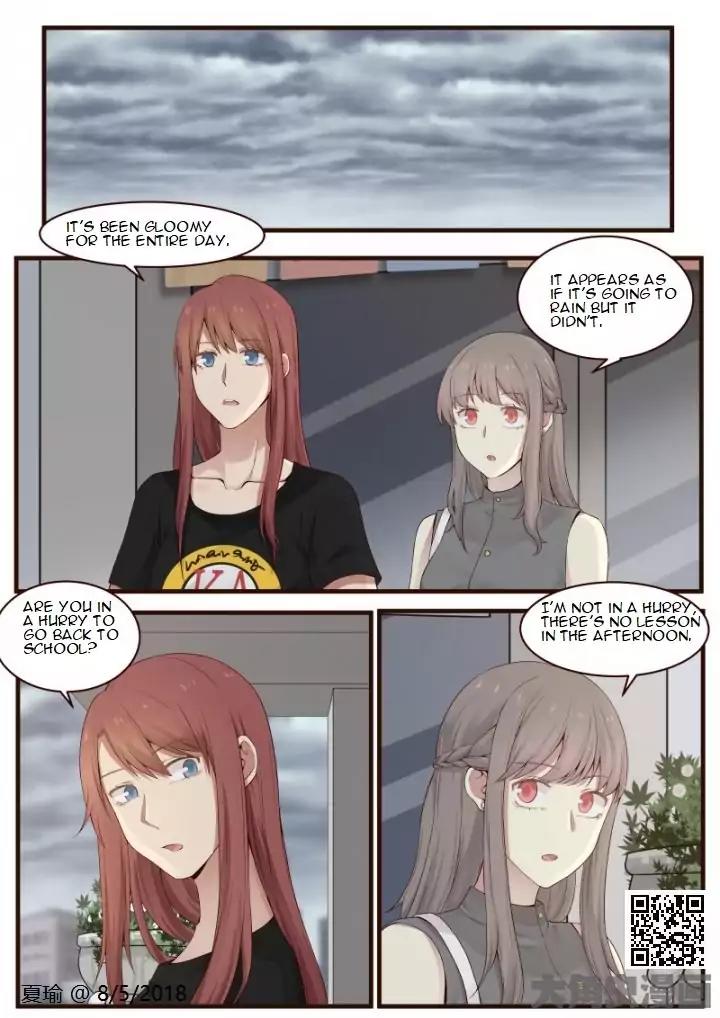 IT'S BEEN GLOOMY
FOR THE ENTIRE DAY.
IT APPEARS AS
IF IT'S GOING TO
RAIN BUT IT
DIDN'T.
ARE YOU IN
A HURRY TO
GO BACK TO
SCHOOL?
I'M NOT IN A HURRY,
THERE'S NO LESSON
IN THE AFTERNOON.
夏瑜 @ 8/5/2018